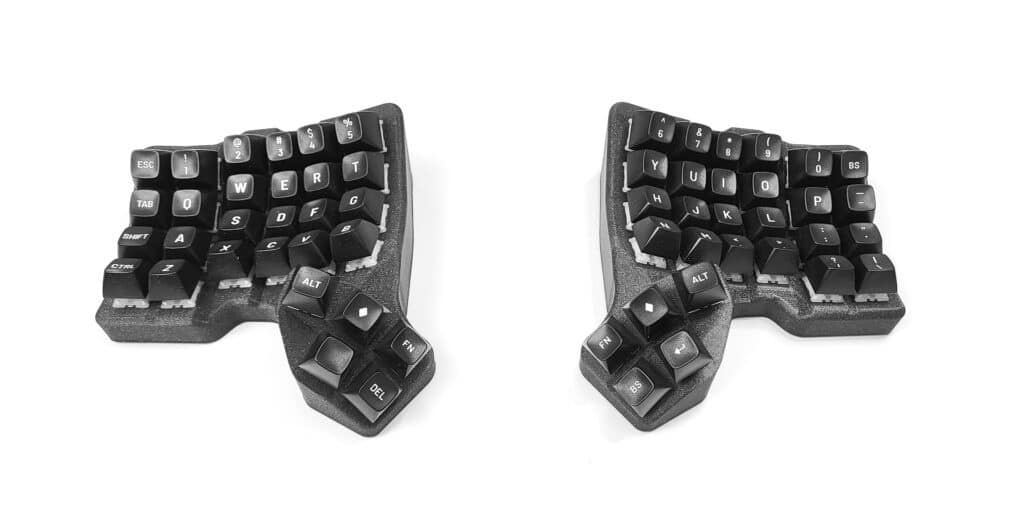 ESC ! 1 @ 2 # 3 $ 4 % 5
TAB Q W E R T
SHIFT A S D F G
CTRL Z X C V B
ALT
FN
DEL
^ 6 & 7 * 8 ( 9 ) 0 BS
Y U I O P
H J K L : ;
N M
ALT
FN
BS